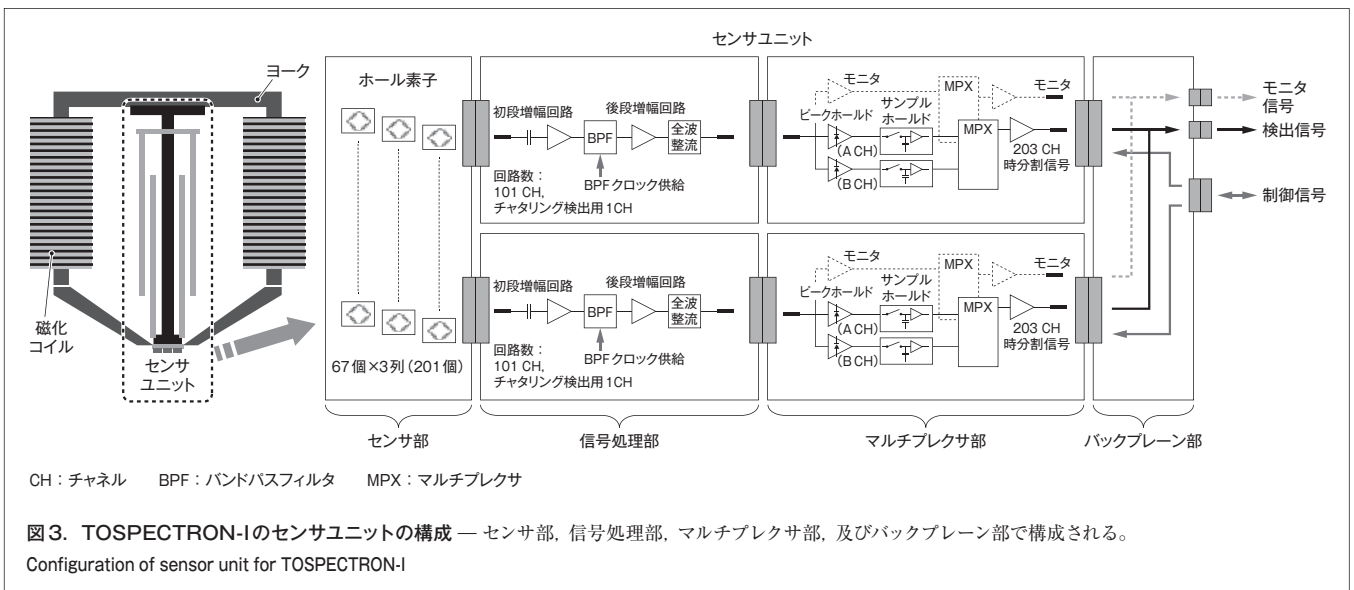 センサユニット
ヨーク
磁化
コイル
センサ
ユニット
ホール素子
67個×3列(201個)
初段増幅回路
後段増幅回路
BPF
全波
整流
BPFクロック供給
回路数:
101 CH,
チャタリング検出用1CH
モニタ
MPX
モニタ
ピークホールド
サンプル
ホールド
(A CH)
MPX
(B CH)
203 CH
時分割信号
初段増幅回路
後段増幅回路
BPF
全波
整流
BPFクロック供給
回路数:
101 CH,
チャタリング検出用1CH
モニタ
MPX
モニタ
ピークホールド
サンプル
ホールド
(A CH)
MPX
(B CH)
203 CH
時分割信号
モニタ
信号
検出信号
制御信号
センサ部
信号処理部
マルチプレクサ部
バックプレーン部
CH:チャネル BPF:バンドパスフィルタ MPX:マルチプレクサ
図3. TOSPECTRON-Iのセンサユニットの構成 — センサ部, 信号処理部, マルチプレクサ部, 及びバックプレーン部で構成される。
Configuration of sensor unit for TOSPECTRON-I